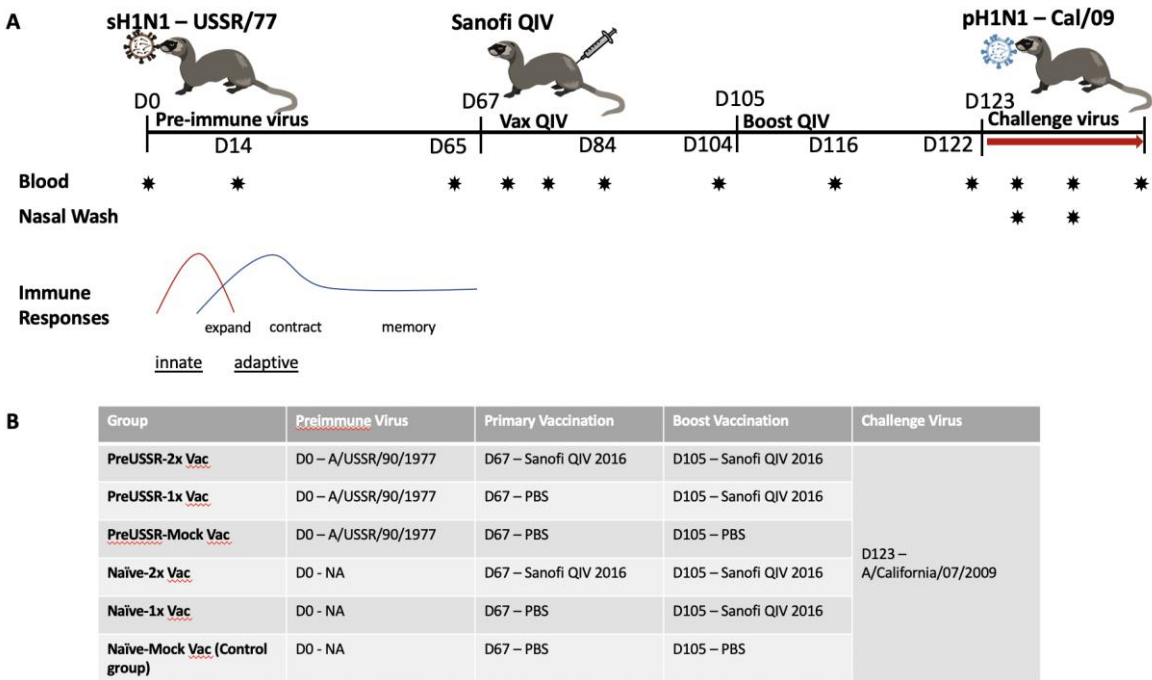 A
sH1N1 – USSR/77
Sanofi QIV
pH1N1 – Cal/09
D0
D67
D105
D123
Pre-immune virus
Vax QIV
Boost QIV
Challenge virus
D14
D65
D84
D104
D116
D122
Blood
Nasal Wash
Immune
Responses
expand
contract
memory
innate
adaptive
B
Group
Preimmune Virus
Primary Vaccination
Boost Vaccination
Challenge Virus
PreUSSR-2x Vac
D0 – A/USSR/90/1977
D67 – Sanofi QIV 2016
D105 – Sanofi QIV 2016
PreUSSR-1x Vac
D0 – A/USSR/90/1977
D67 – PBS
D105 – Sanofi QIV 2016
PreUSSR-Mock Vac
D0 – A/USSR/90/1977
D67 – PBS
D105 – PBS
D123 –
A/California/07/2009
Naïve-2x Vac
D0 - NA
D67 – Sanofi QIV 2016
D105 – Sanofi QIV 2016
Naïve-1x Vac
D0 - NA
D67 – PBS
D105 – Sanofi QIV 2016
Naïve-Mock Vac (Control
group)
D0 - NA
D67 – PBS
D105 – PBS